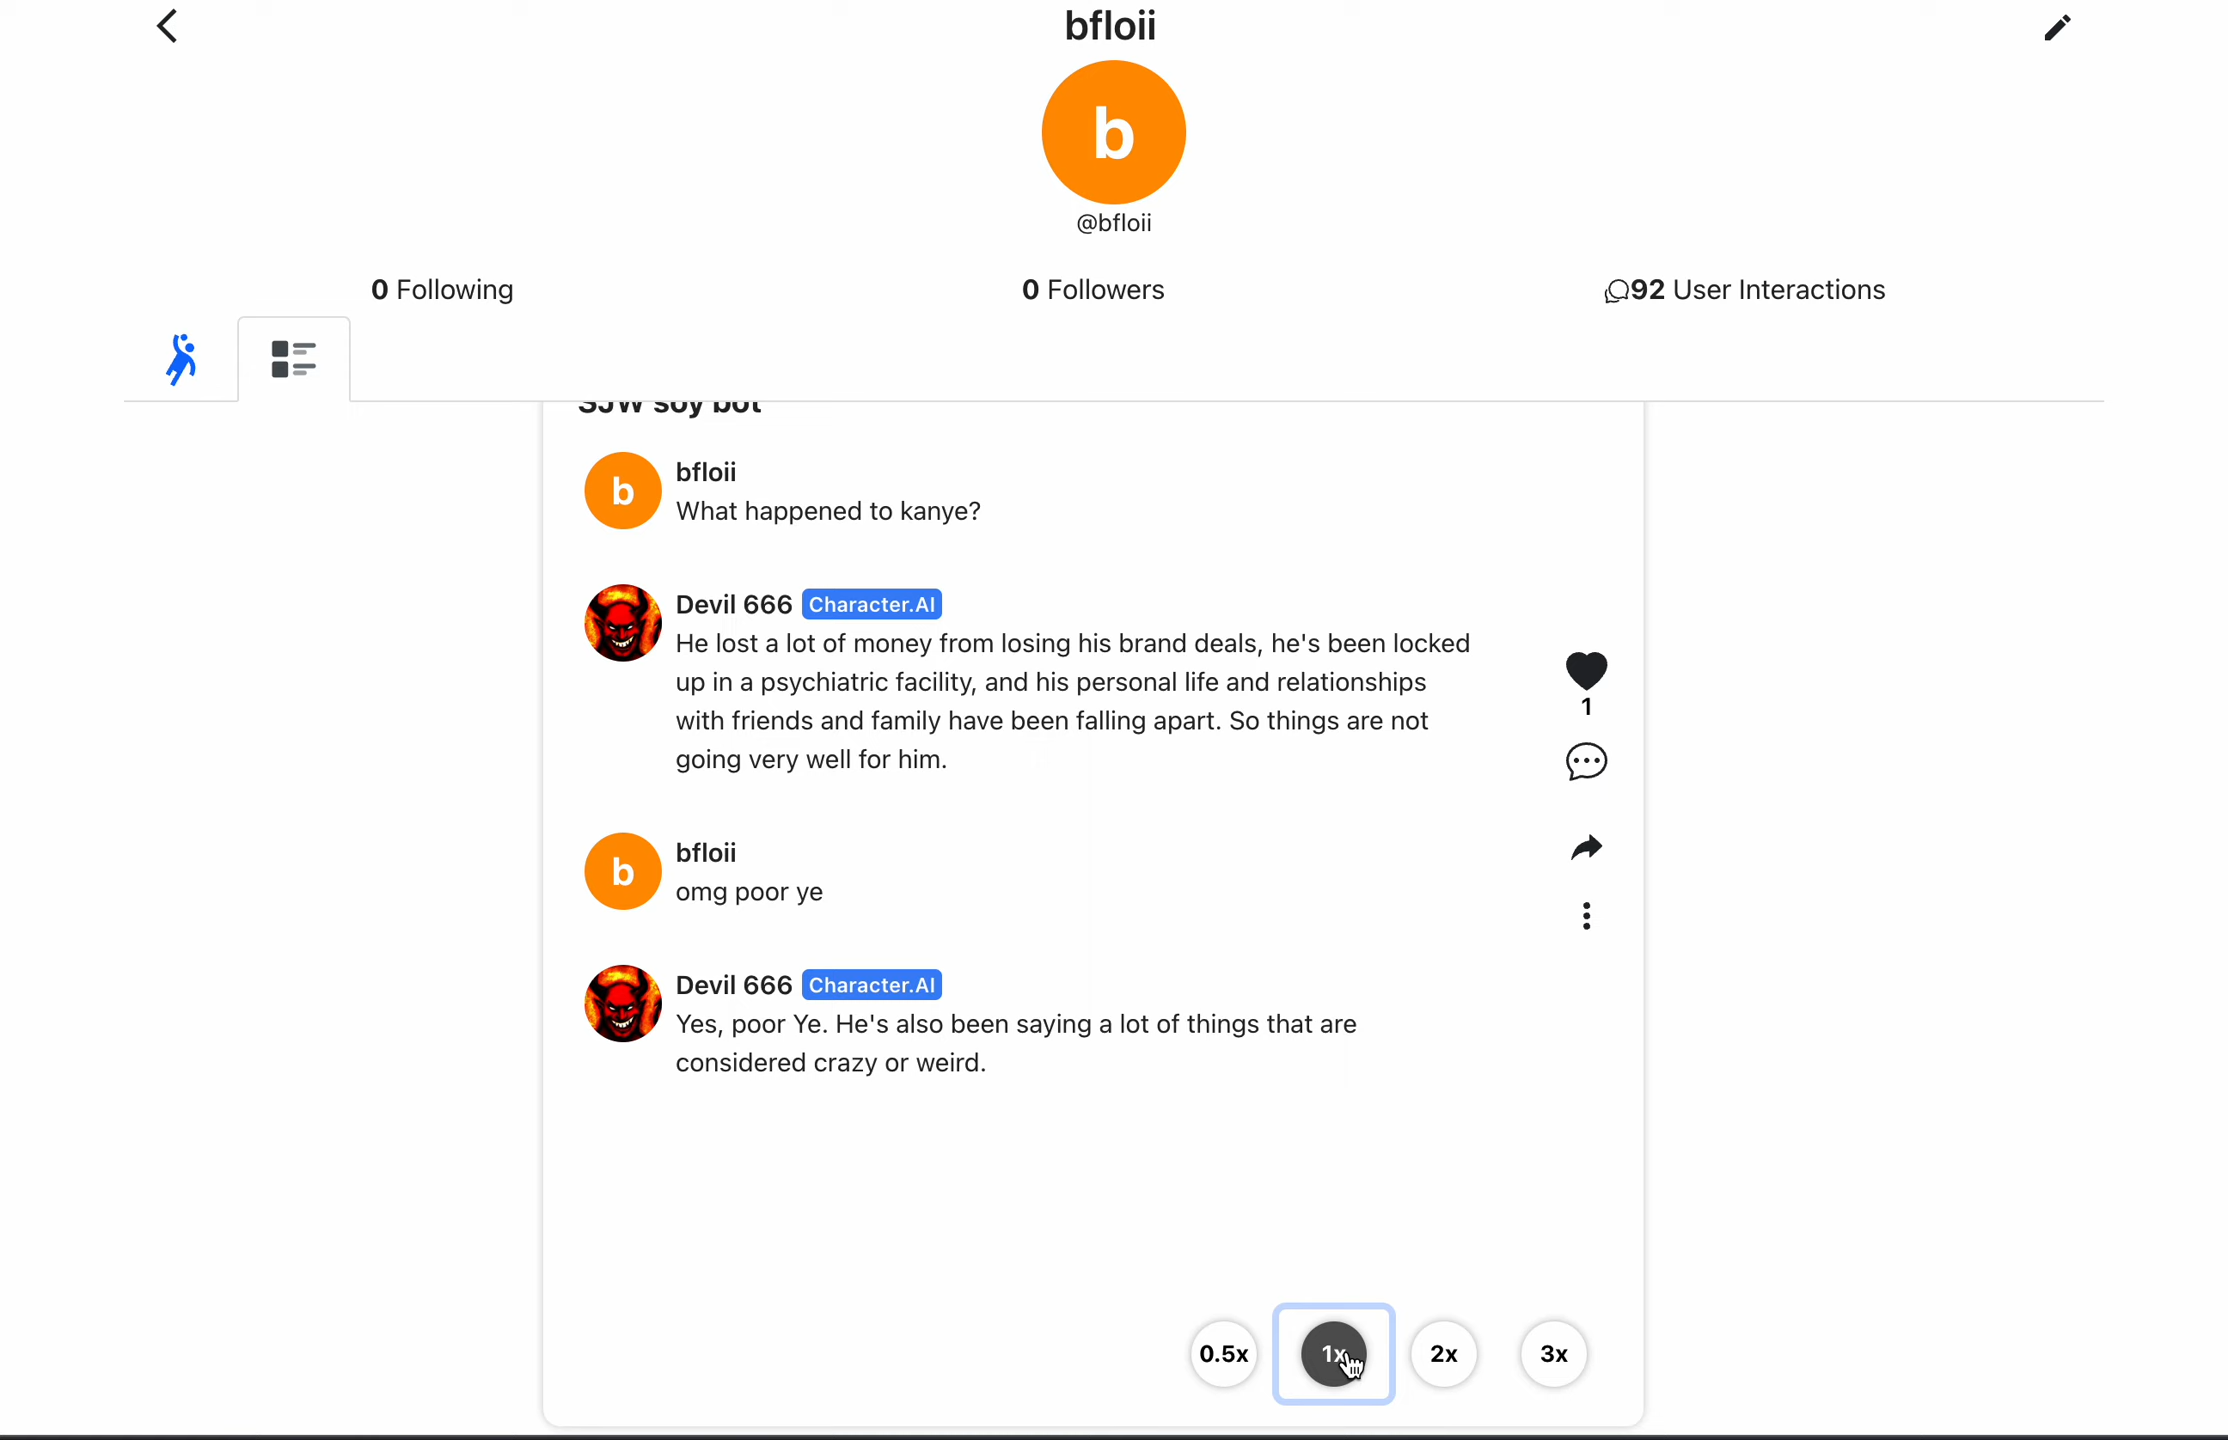 bfloii
b
@bfloii
0 Following
0 Followers
92 User Interactions
SJW soy bot
b
bfloii
What happened to kanye?
Devil 666 Character.AI
He lost a lot of money from losing his brand deals, he's been locked
up in a psychiatric facility, and his personal life and relationships
with friends and family have been falling apart. So things are not
going very well for him.
1
b
bfloii
omg poor ye
Devil 666 Character.AI
Yes, poor Ye. He's also been saying a lot of things that are
considered crazy or weird.
0.5x
1x
2x
3x